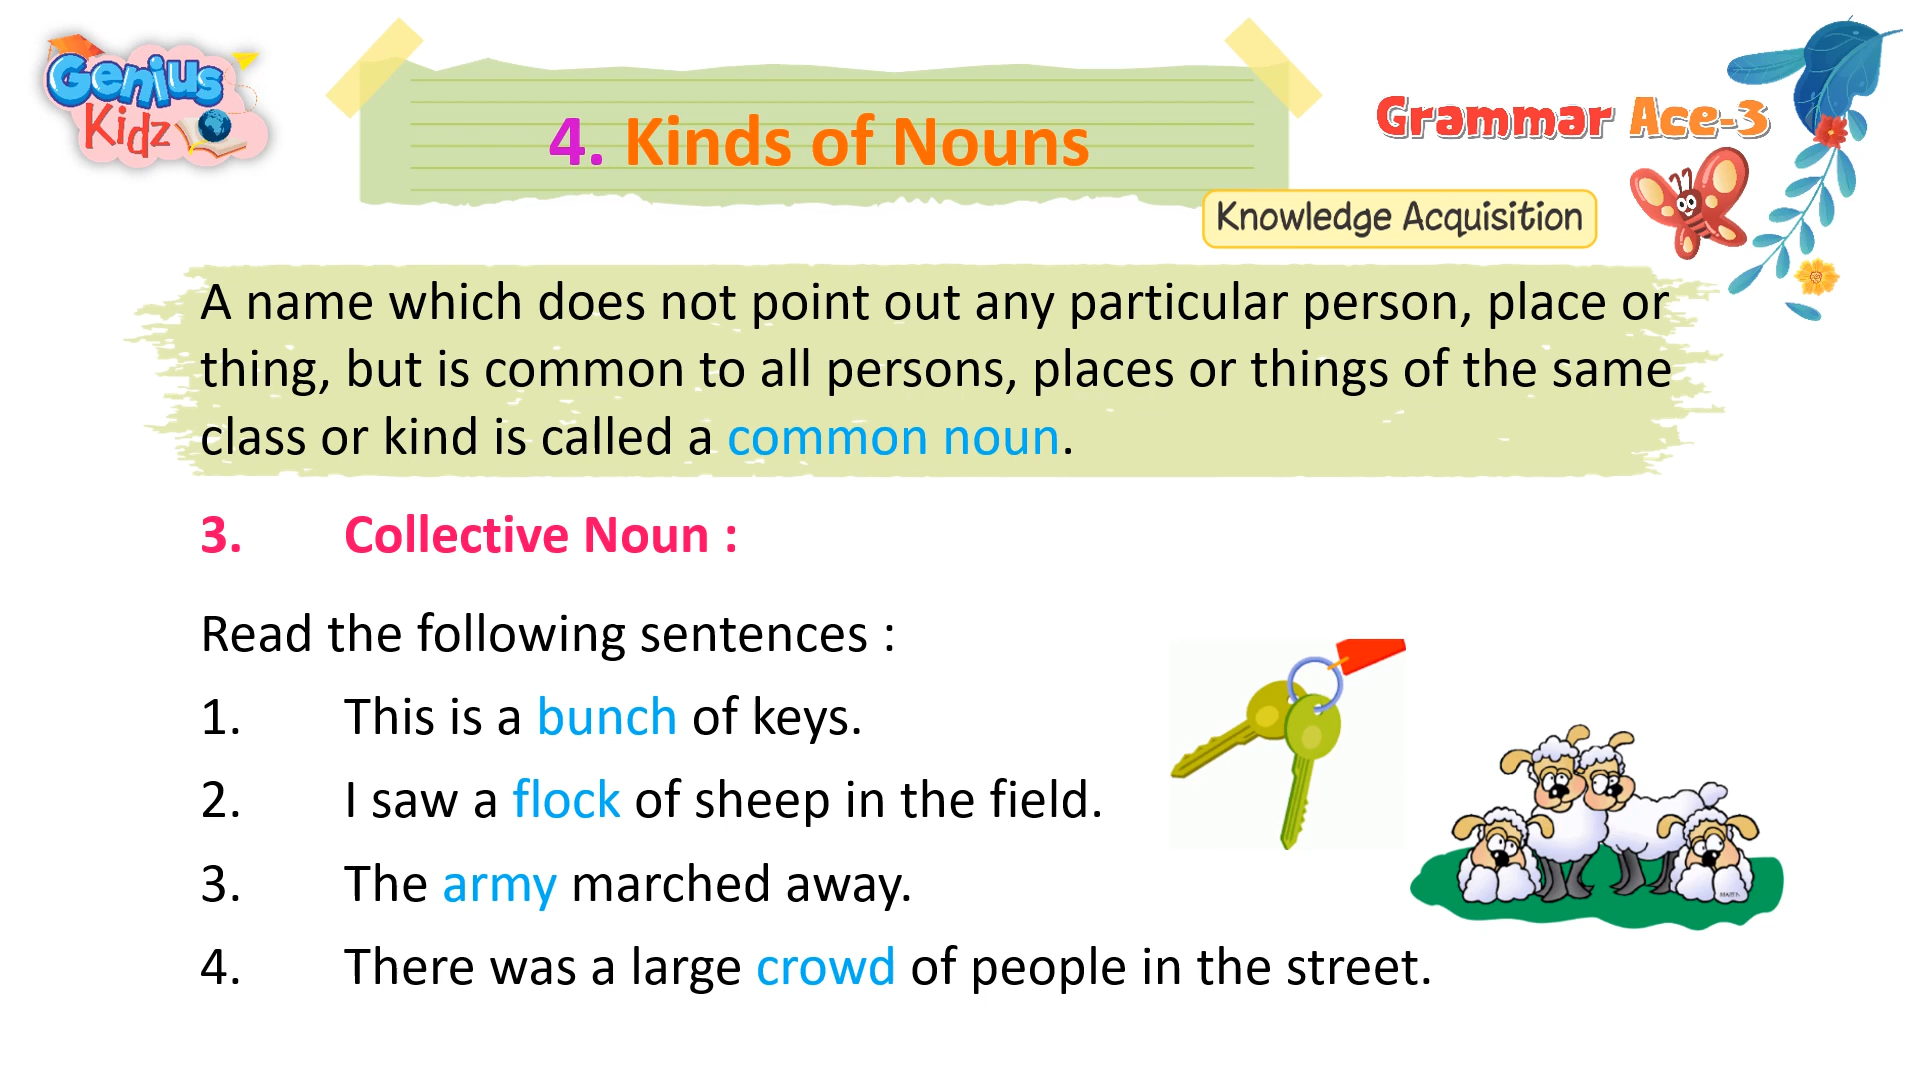 Genius
Kidz
4. Kinds of Nouns
Grammar Ace-3
Knowledge Acquisition
A name which does not point out any particular person, place or
thing, but is common to all persons, places or things of the same
class or kind is called a common noun.
3. Collective Noun :
Read the following sentences :
1. This is a bunch of keys.
2. I saw a flock of sheep in the field.
3. The army marched away.
4. There was a large crowd of people in the street.